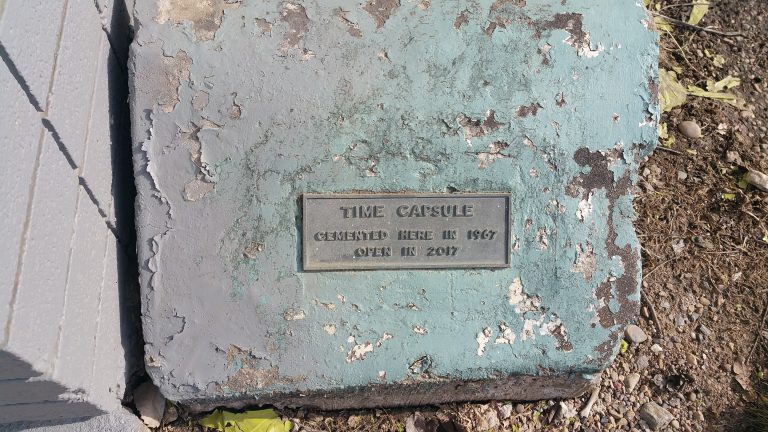 TIME CAPSULE
CEMENTED HERE IN 1967
OPEN IN 2017